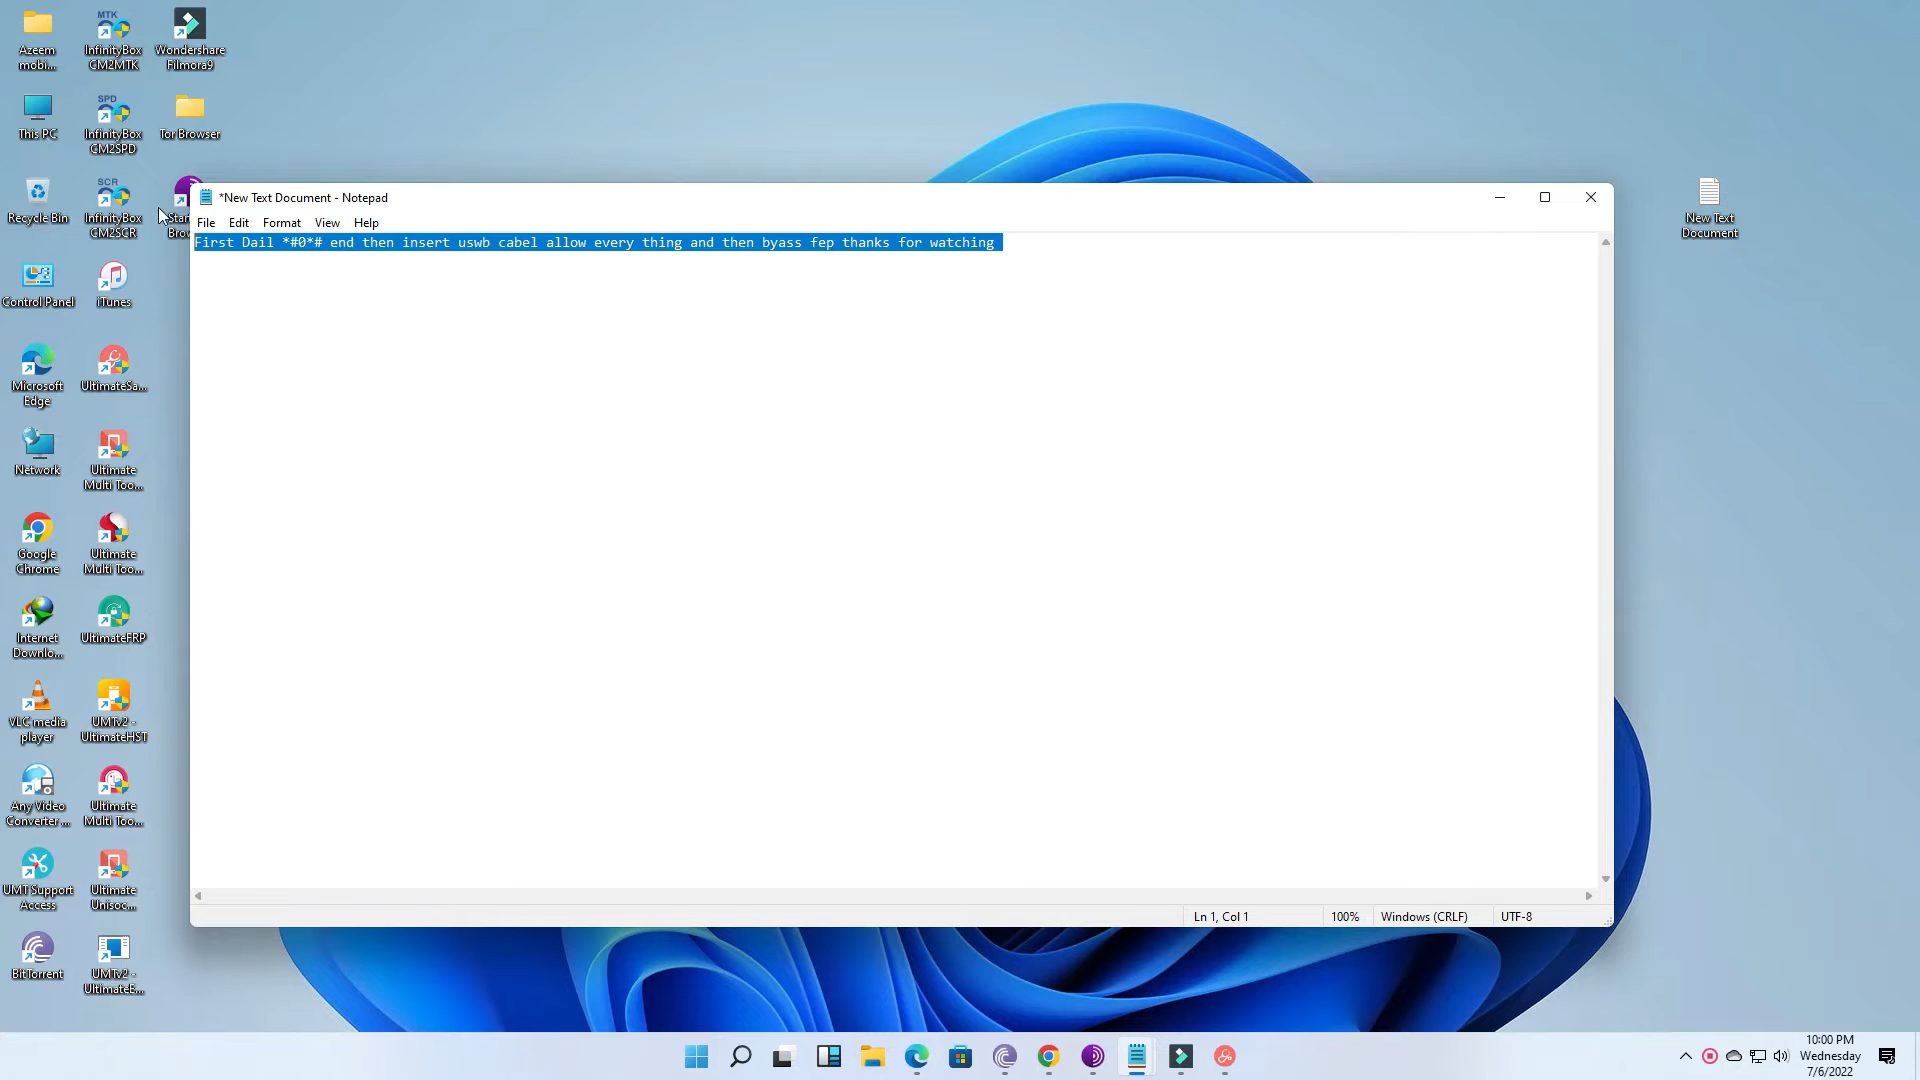 Azeem
mobi...
MTK
InfinityBox
CM2MTK
Wondershare
Filmora9
This PC
SPD
InfinityBox
CM2SPD
Tor Browser
Recycle Bin
SCR
InfinityBox
CM2SCR
*New Text Document - Notepad
File Edit Format View Help
First Dail *#0*# end then insert uswb cabel allow every thing and then byass fep thanks for watching
New Text
Document
Control Panel
iTunes
Microsoft
Edge
UltimateSa...
Network
Ultimate
Multi Too...
Google
Chrome
Ultimate
Multi Too...
Internet
Downlo...
UltimateFRP
VLC media
player
UMTv2 -
UltimateHST
Any Video
Converter ...
Ultimate
Multi Too...
UMT Support
Access
Ultimate
Unisoc...
BitTorrent
UMTv2 -
UltimateE...
Ln 1, Col 1 100% Windows (CRLF) UTF-8
10:00 PM
Wednesday
7/6/2022